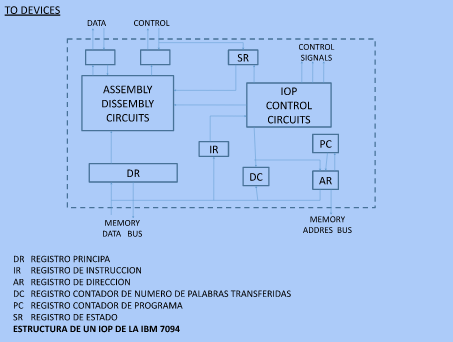 TO DEVICES
DATA
CONTROL
CONTROL
SIGNALS
SR
ASSEMBLY
DISSEMBLY
CIRCUITS
IOP
CONTROL
CIRCUITS
PC
IR
DR
DC
AR
MEMORY
DATA BUS
MEMORY
ADDRES BUS
DR REGISTRO PRINCIPA
IR REGISTRO DE INSTRUCCION
AR REGISTRO DE DIRECCION
DC REGISTRO CONTADOR DE NUMERO DE PALABRAS TRANSFERIDAS
PC REGISTRO CONTADOR DE PROGRAMA
SR REGISTRO DE ESTADO
ESTRUCTURA DE UN IOP DE LA IBM 7094